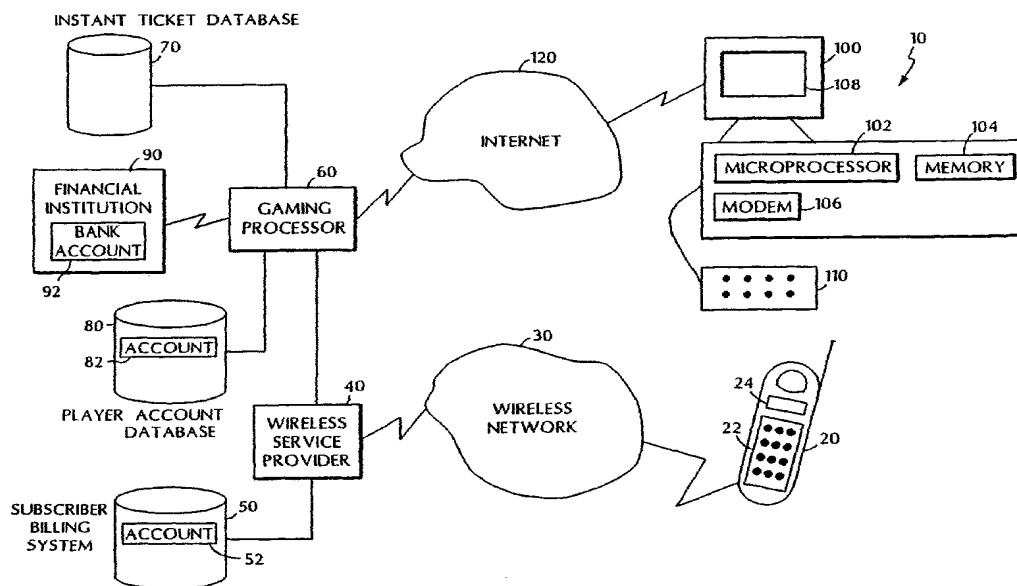 INSTANT TICKET DATABASE
70
120
100
10
108
INTERNET
102
104
MICROPROCESSOR
MEMORY
MODEM
106
110
90
FINANCIAL
INSTITUTION
BANK
ACCOUNT
92
60
GAMING
PROCESSOR
80
ACCOUNT
82
PLAYER ACCOUNT
DATABASE
40
WIRELESS
SERVICE
PROVIDER
30
WIRELESS
NETWORK
24
22
20
SUBSCRIBER
BILLING
SYSTEM
50
ACCOUNT
52